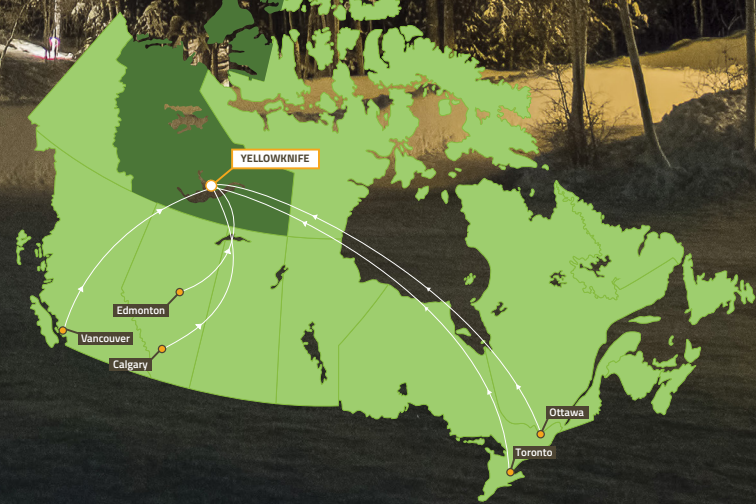 YELLOWKNIFE
Edmonton
Vancouver
Calgary
Ottawa
Toronto